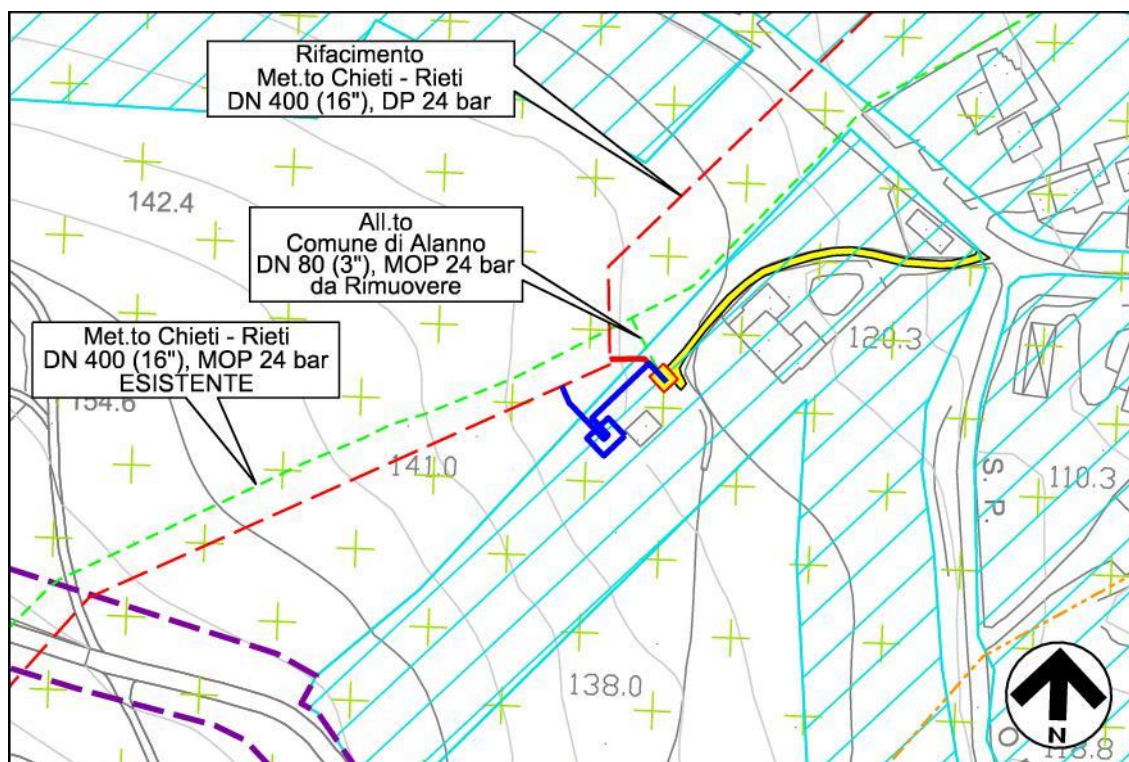 Rifacimento
Met.to Chieti - Rieti
DN 400 (16"), DP 24 bar
142.4
All.to
Comune di Alanno
DN 80 (3"), MOP 24 bar
da Rimuovere
Met.to Chieti - Rieti
DN 400 (16"), MOP 24 bar
ESISTENTE
120.3
154.6
141.0
S. P.
110.3
138.0
N
O
118.8